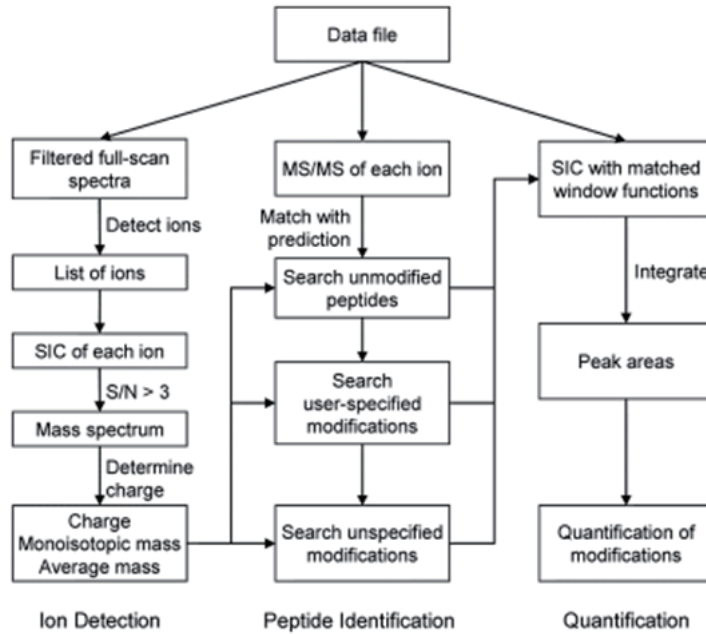 Data file
Filtered full-scan
spectra
Detect ions
List of ions
SIC of each ion
S/N > 3
Mass spectrum
Determine
charge
Charge
Monoisotopic mass
Average mass
Ion Detection
MS/MS of each ion
Match with
prediction
Search unmodified
peptides
Search
user-specified
modifications
Search unspecified
modifications
Peptide Identification
SIC with matched
window functions
Integrate
Peak areas
Quantification of
modifications
Quantification